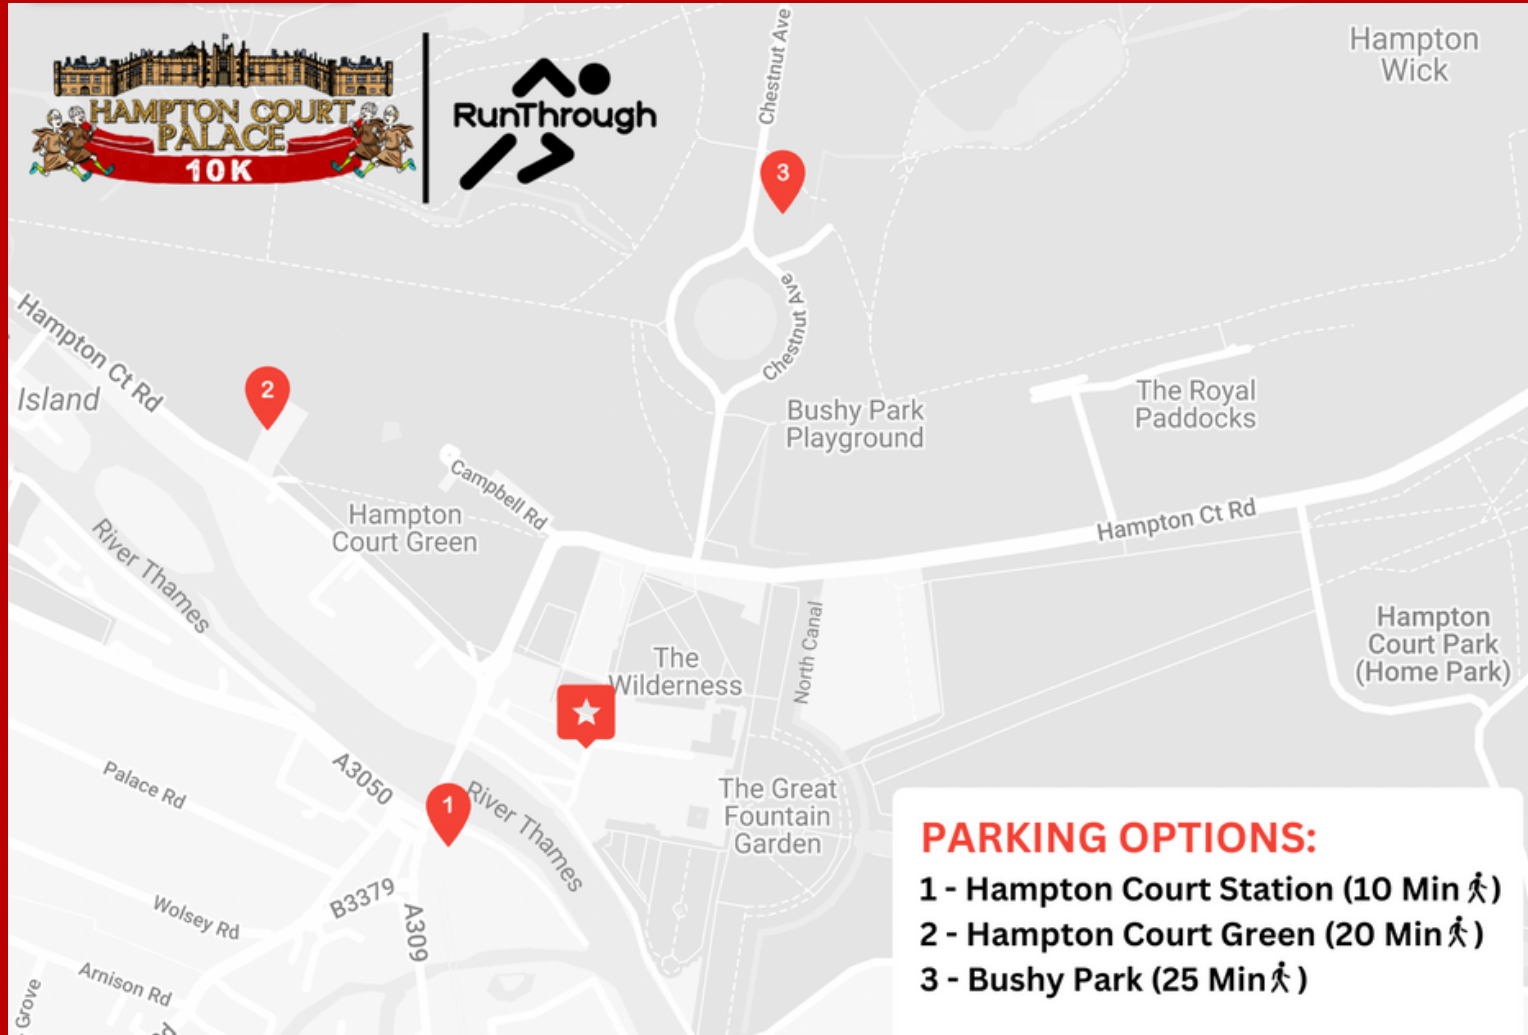 HAMPTON COURT
PALACE
10K
RunThrough
Chestnut Ave
Hampton
Wick
3
Hampton Ct Rd
Chestnut Ave
2
Island
The Royal
Paddocks
Bushy Park
Playground
Campbell Rd
Hampton
Court Green
Hampton Ct Rd
River Thames
North Canal
Hampton
Court Park
(Home Park)
The
Wilderness
A3050
Palace Rd
1
River Thames
The Great
Fountain
Garden
PARKING OPTIONS:
1 - Hampton Court Station (10 Min)
2 - Hampton Court Green (20 Min)
3 - Bushy Park (25 Min)
B3379
Wolsey Rd
A309
Arnison Rd
Grove